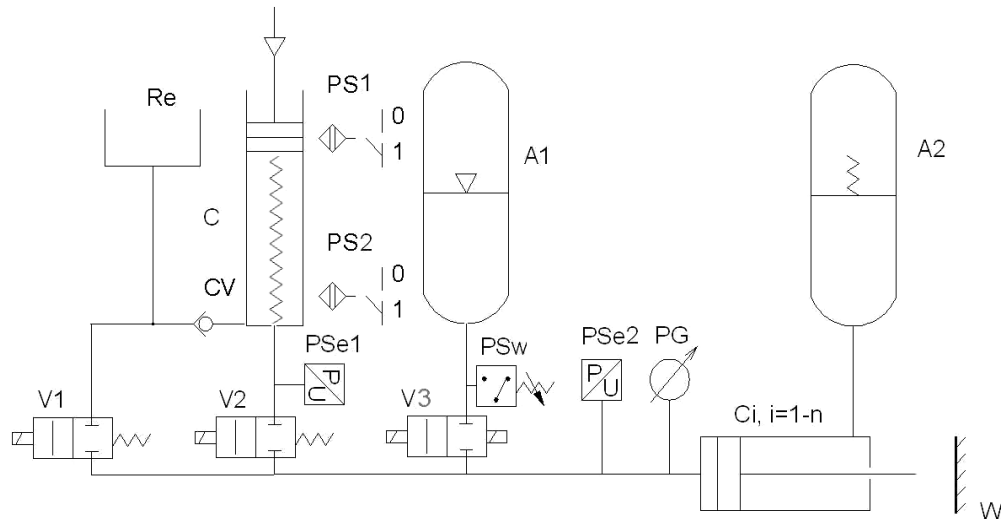 Re
PS1
0
1
A1
A2
C
PS2
0
1
CV
PSe1
P
U
PSw
PSe2
P
U
PG
V1
V2
V3
Ci, i=1-n
W